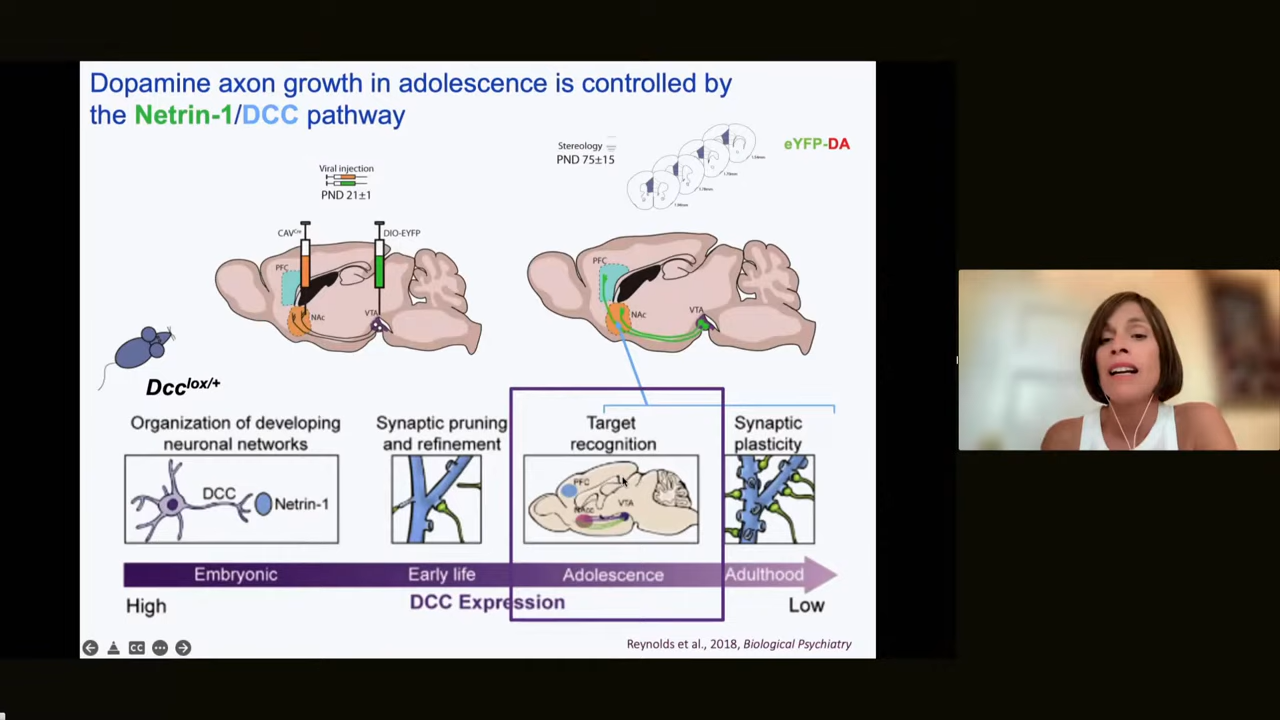 Dopamine axon growth in adolescence is controlled by
the Netrin-1/DCC pathway
Viral injection
PND 21±1
Stereology
PND 75±15
eYFP-DA
CAVCre
DIO-EYFP
PFC
NAc
VTA
PFC
NAc
VTA
Dcclox/+
Organization of developing
neuronal networks
Synaptic pruning
and refinement
Target
recognition
Synaptic
plasticity
DCC
Netrin-1
PFC
VTA
Embryonic
Early life
Adolescence
Adulthood
High
DCC Expression
Low
Reynolds et al., 2018, Biological Psychiatry
CC